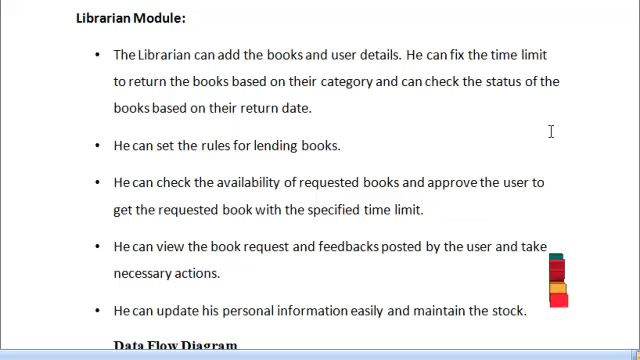 Librarian Module:
• The Librarian can add the books and user details. He can fix the time limit
to return the books based on their category and can check the status of the
books based on their return date.
• He can set the rules for lending books.
• He can check the availability of requested books and approve the user to
get the requested book with the specified time limit.
• He can view the book request and feedbacks posted by the user and take
necessary actions.
• He can update his personal information easily and maintain the stock.
Data Flow Diagram